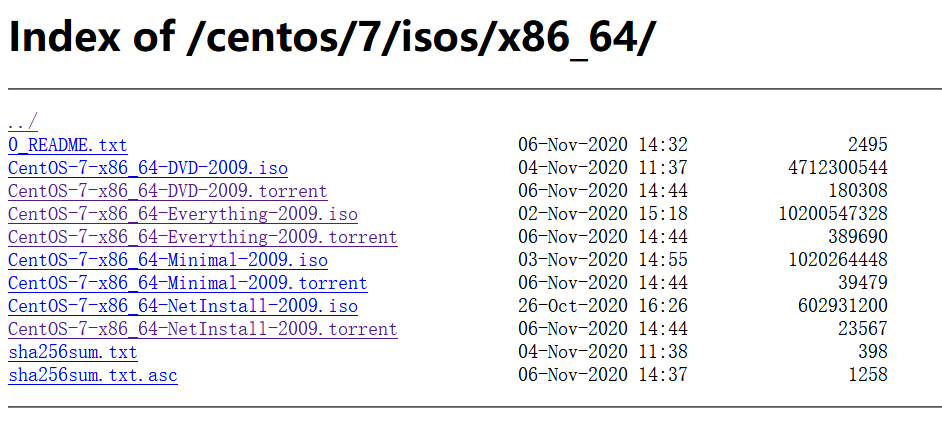 Index of /centos/7/isos/x86_64/
../
0_README.txt 06-Nov-2020 14:32 2495
CentOS-7-x86_64-DVD-2009.iso 04-Nov-2020 11:37 4712300544
CentOS-7-x86_64-DVD-2009.torrent 06-Nov-2020 14:44 180308
CentOS-7-x86_64-Everything-2009.iso 02-Nov-2020 15:18 10200547328
CentOS-7-x86_64-Everything-2009.torrent 06-Nov-2020 14:44 389690
CentOS-7-x86_64-Minimal-2009.iso 03-Nov-2020 14:55 1020264448
CentOS-7-x86_64-Minimal-2009.torrent 06-Nov-2020 14:44 39479
CentOS-7-x86_64-NetInstall-2009.iso 26-Oct-2020 16:26 602931200
CentOS-7-x86_64-NetInstall-2009.torrent 06-Nov-2020 14:44 23567
sha256sum.txt 04-Nov-2020 11:38 398
sha256sum.txt.asc 06-Nov-2020 14:37 1258